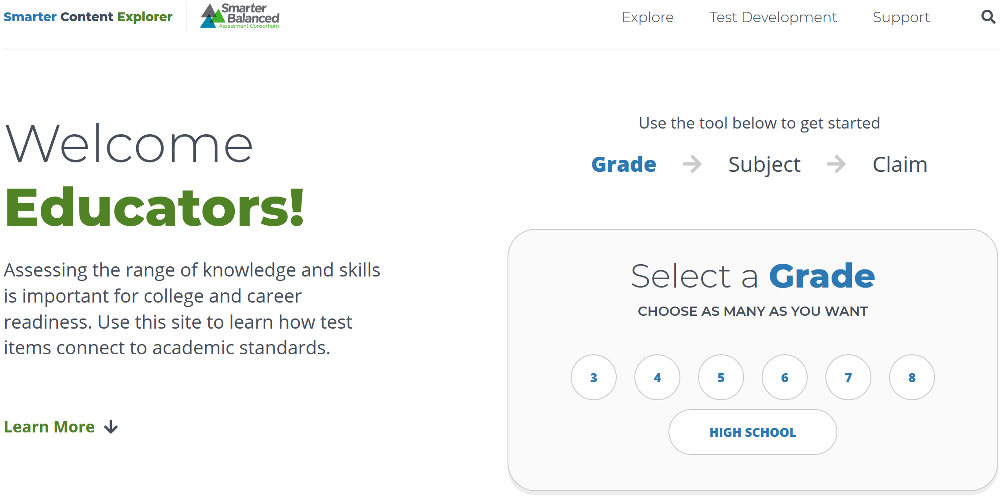 Smarter Content Explorer
Smarter
Balanced
Assessment Consortium
Explore
Test Development
Support
Welcome
Educators!
Assessing the range of knowledge and skills
is important for college and career
readiness. Use this site to learn how test
items connect to academic standards.
Learn More
Use the tool below to get started
Grade
Subject
Claim
Select a Grade
CHOOSE AS MANY AS YOU WANT
3 4 5 6 7 8
HIGH SCHOOL